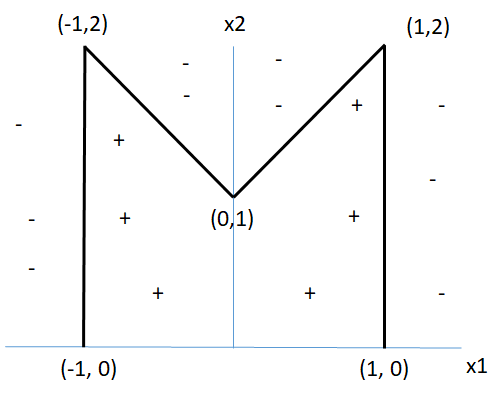 (-1,2) x2 (1,2)
- -
- - + -
-
+
-
- + (0,1) +
-
+ + -
(-1, 0) (1, 0) x1